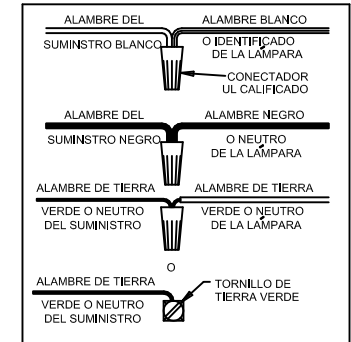 ALAMBRE DEL
SUMINSTRO BLANCO
ALAMBRE BLANCO
O IDENTIFICADO
DE LA LÁMPARA
CONECTADOR
UL CALIFICADO
ALAMBRE DEL
SUMINSTRO NEGRO
ALAMBRE NEGRO
O NEUTRO
DE LA LÁMPARA
ALAMBRE DE TIERRA
VERDE O NEUTRO
DEL SUMINISTRO
ALAMBRE DE TIERRA
VERDE O NEUTRO
DE LA LÁMPARA
O
ALAMBRE DE TIERRA
VERDE O NEUTRO
DEL SUMINISTRO
TORNILLO DE
TIERRA VERDE